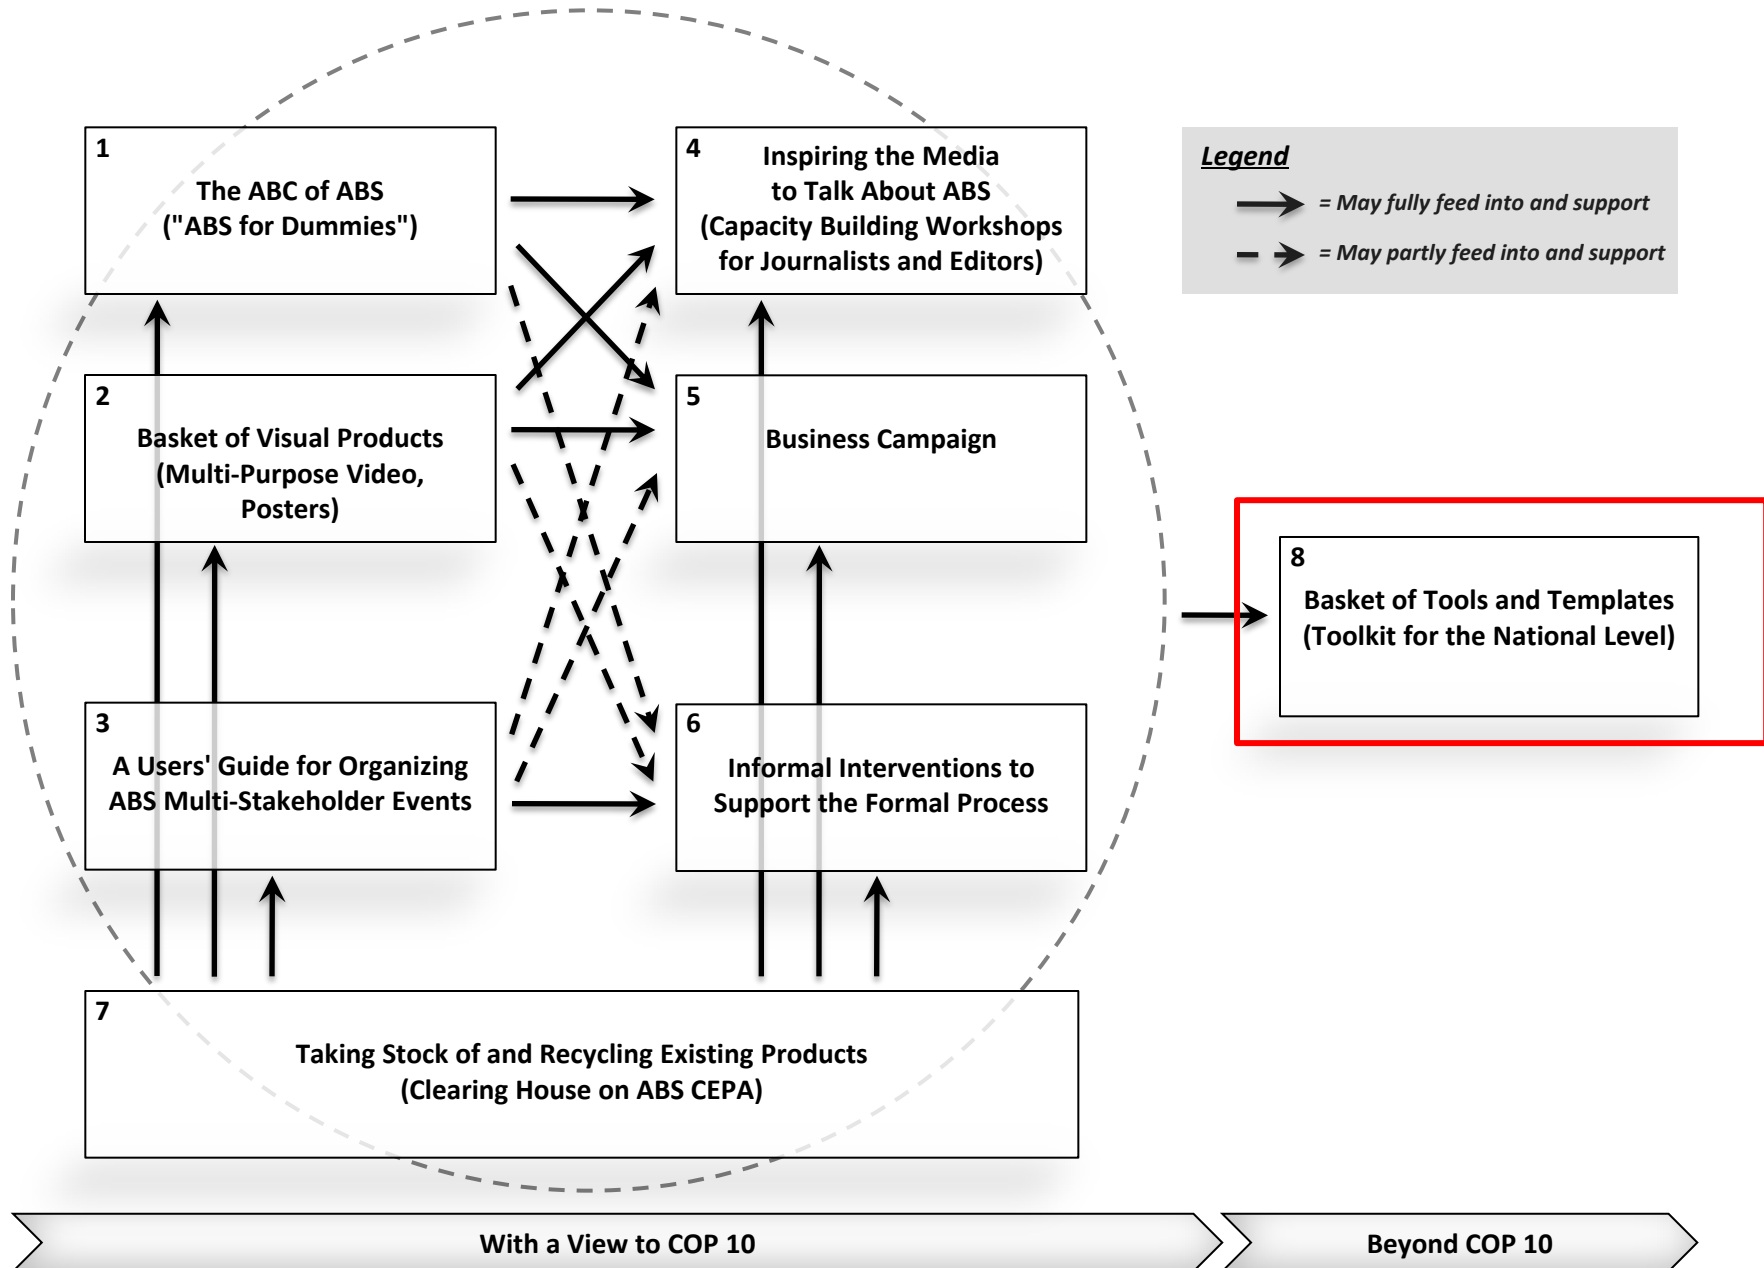 1
The ABC of ABS
("ABS for Dummies")
4
Inspiring the Media
to Talk About ABS
(Capacity Building Workshops
for Journalists and Editors)
Legend
= May fully feed into and support
= May partly feed into and support
2
Basket of Visual Products
(Multi-Purpose Video,
Posters)
5
Business Campaign
8
Basket of Tools and Templates
(Toolkit for the National Level)
3
A Users' Guide for Organizing
ABS Multi-Stakeholder Events
6
Informal Interventions to
Support the Formal Process
7
Taking Stock of and Recycling Existing Products
(Clearing House on ABS CEPA)
With a View to COP 10
Beyond COP 10